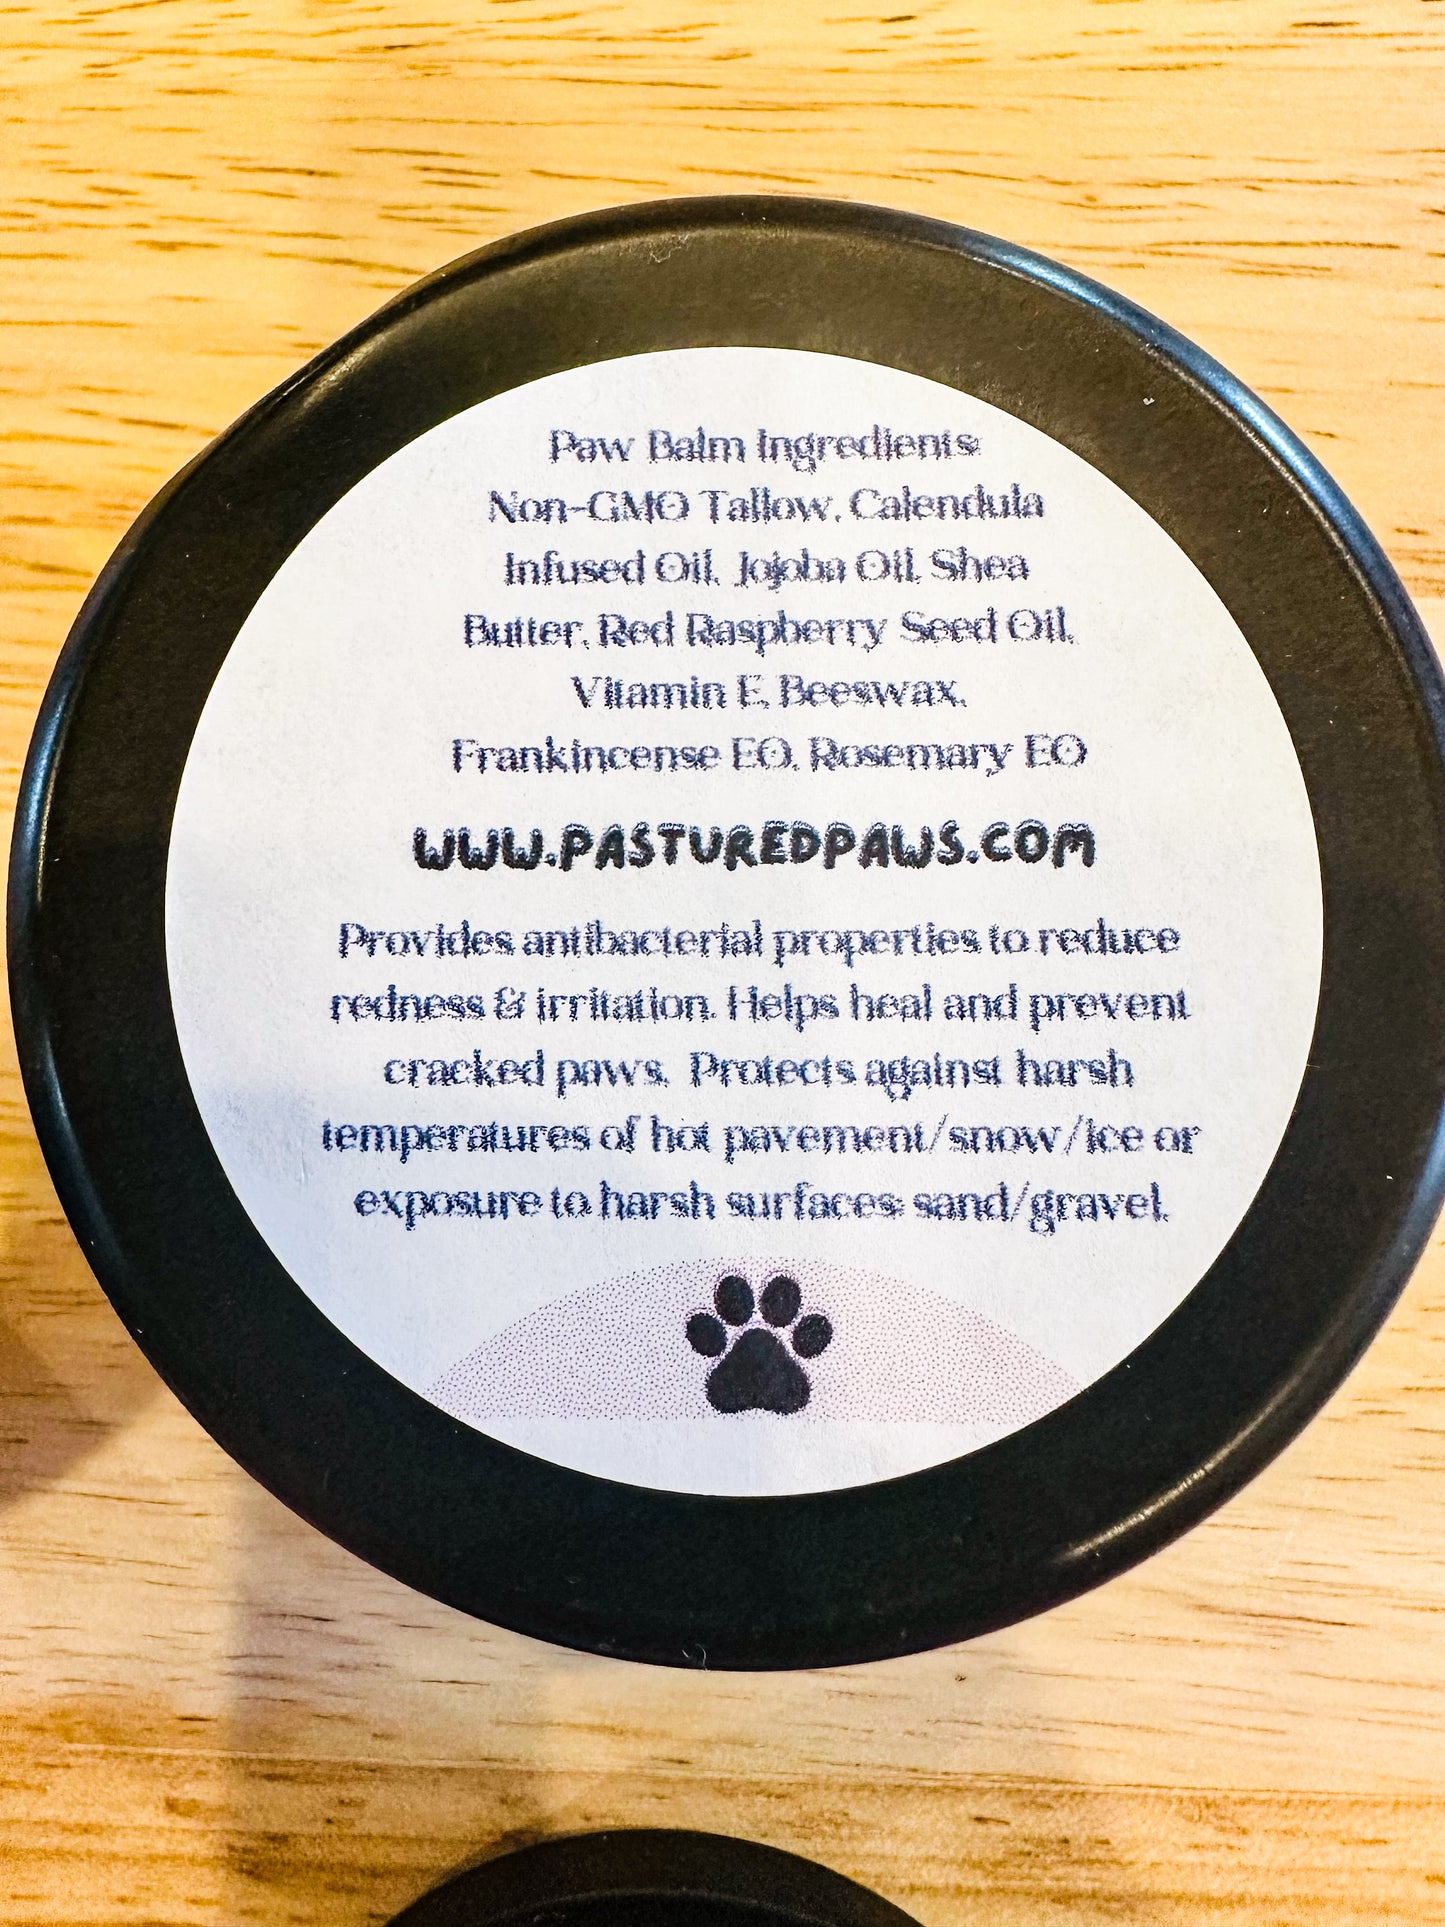 Paw Balm Ingredients:
Non-GMO Tallow, Calendula
Infused Oil, Jojoba Oil, Shea
Butter, Red Raspberry Seed Oil,
Vitamin E, Beeswax,
Frankincense EO, Rosemary EO
WWW.PASTUREDPAWS.COM
Provides antibacterial properties to reduce
redness & irritation. Helps heal and prevent
cracked paws. Protects against harsh
temperatures of hot pavement/snow/ice or
exposure to harsh surfaces: sand/gravel.